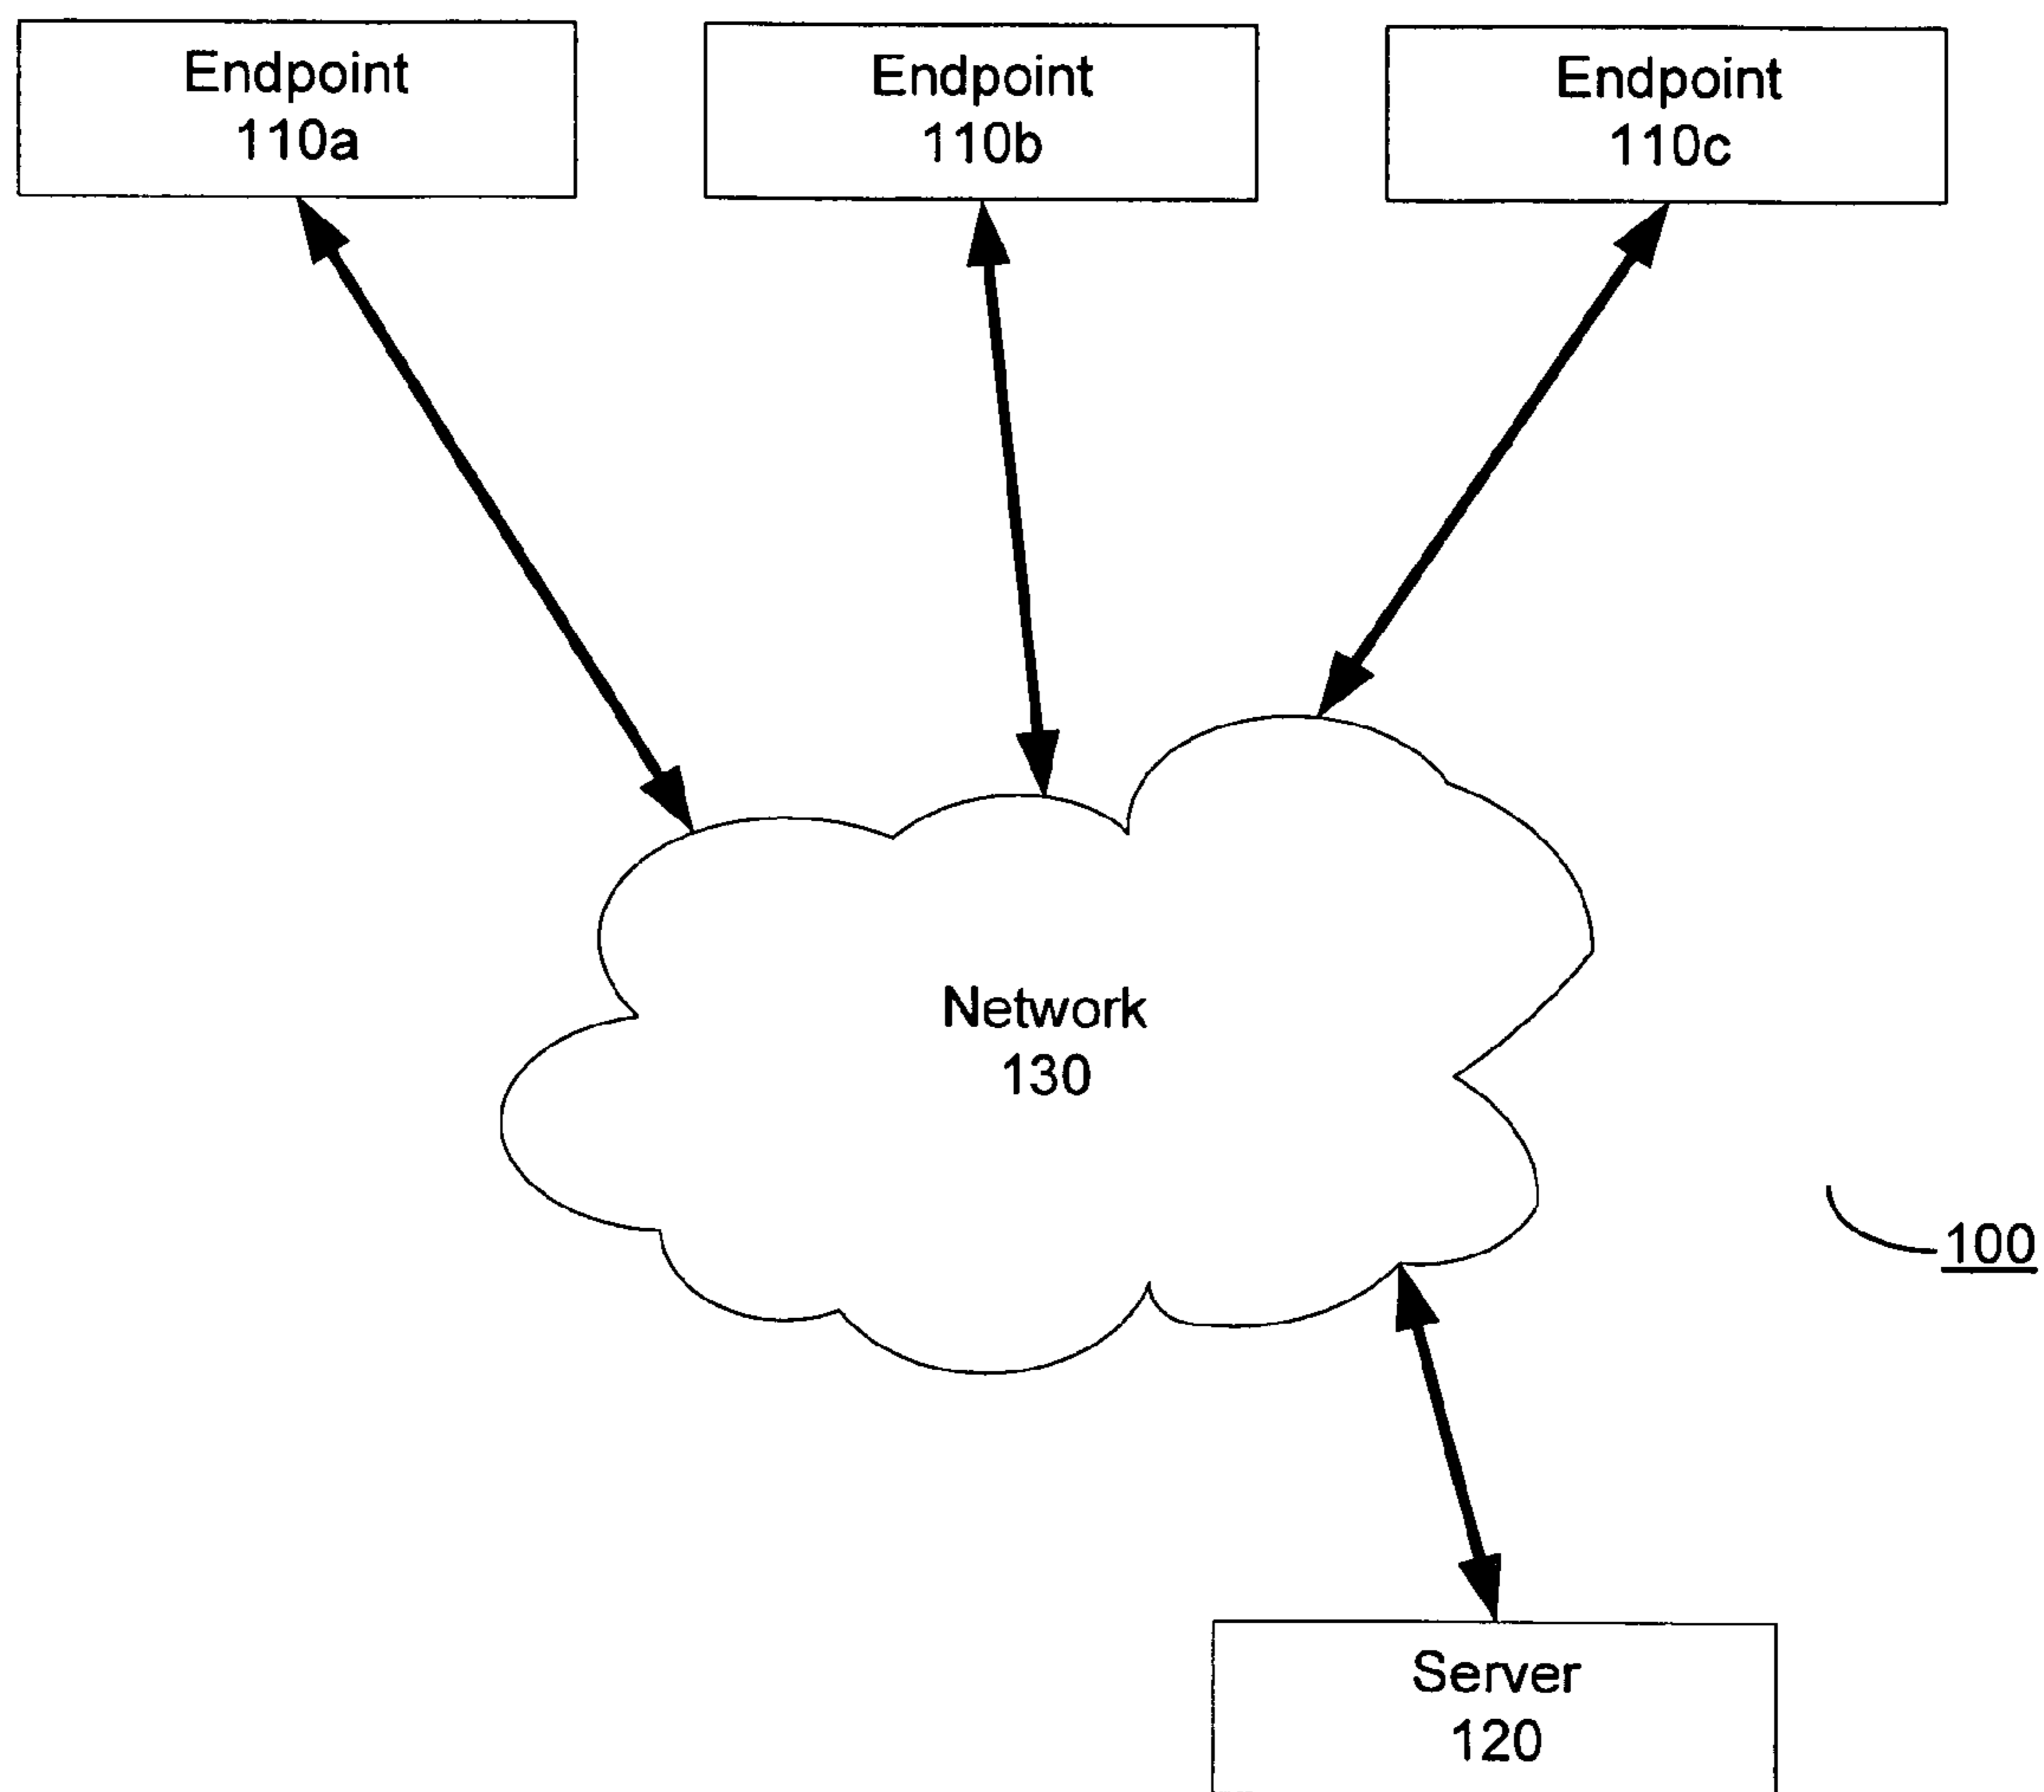 Endpoint
110a
Endpoint
110b
Endpoint
110c
Network
130
100
Server
120